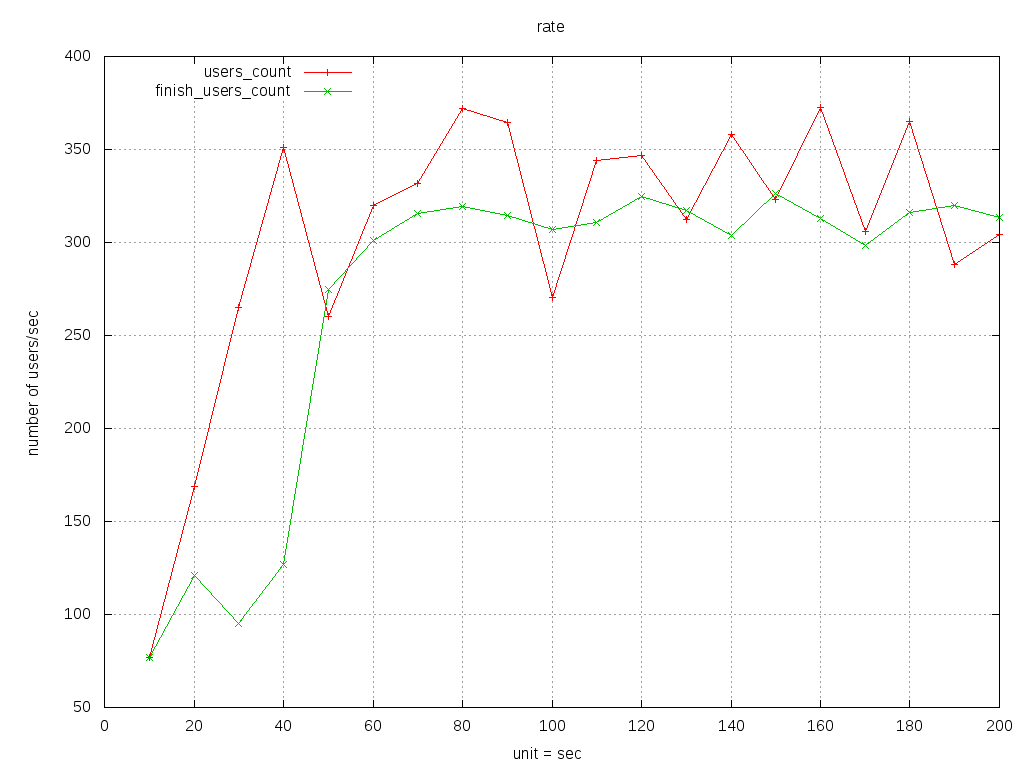 rate
400
350
300
250
200
150
100
50
number of users/sec
users_count
finish_users_count
0 20 40 60 80 100 120 140 160 180 200
unit = sec